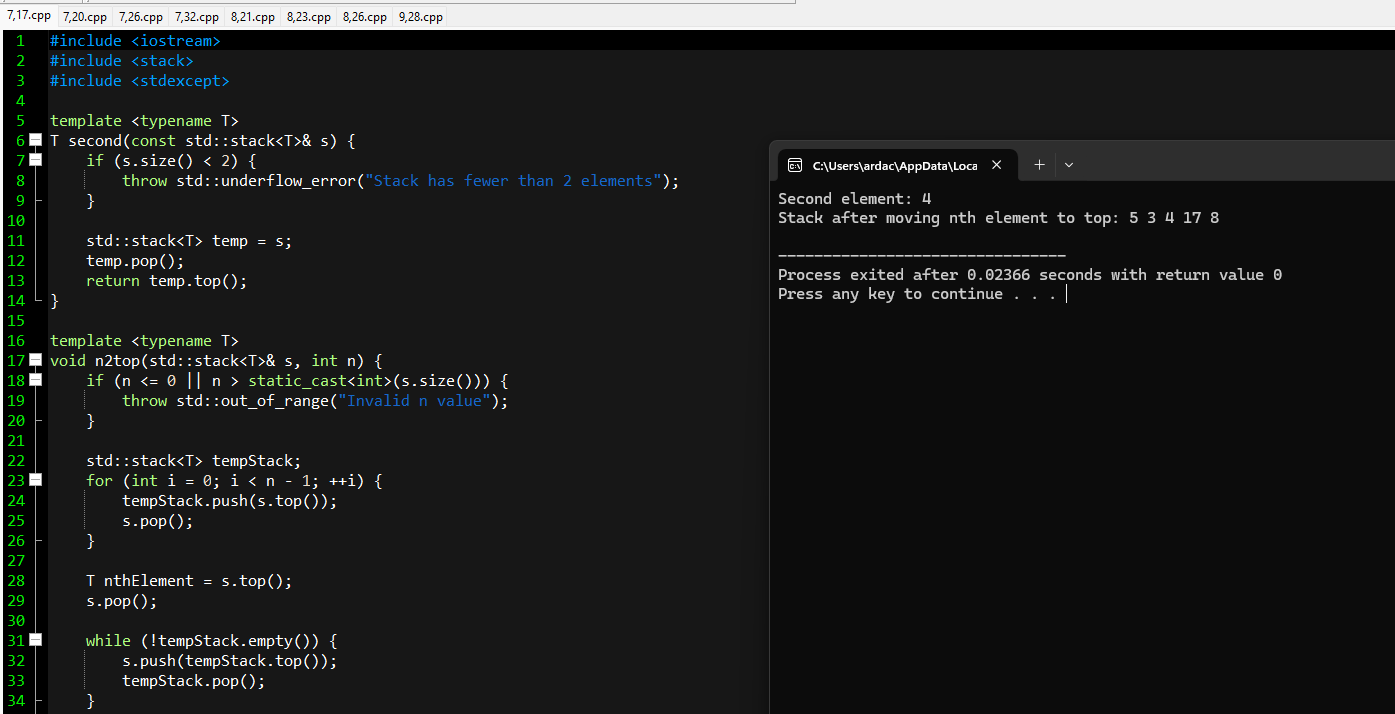 7,17.cpp 7,20.cpp 7,26.cpp 7,32.cpp 8,21.cpp 8,23.cpp 8,26.cpp 9,28.cpp
1 #include <iostream>
2 #include <stack>
3 #include <stdexcept>
4
5 template <typename T>
6 T second(const std::stack<T>& s) {
7     if (s.size() < 2) {
8         throw std::underflow_error("Stack has fewer than 2 elements");
9     }
10
11     std::stack<T> temp = s;
12     temp.pop();
13     return temp.top();
14 }
15
16 template <typename T>
17 void n2top(std::stack<T>& s, int n) {
18     if (n <= 0 || n > static_cast<int>(s.size())) {
19         throw std::out_of_range("Invalid n value");
20     }
21
22     std::stack<T> tempStack;
23     for (int i = 0; i < n - 1; ++i) {
24         tempStack.push(s.top());
25         s.pop();
26     }
27
28     T nthElement = s.top();
29     s.pop();
30
31     while (!tempStack.empty()) {
32         s.push(tempStack.top());
33         tempStack.pop();
34     }
C:\Users\ardac\AppData\Loca
Second element: 4
Stack after moving nth element to top: 5 3 4 17 8
--------------------------------
Process exited after 0.02366 seconds with return value 0
Press any key to continue . . .